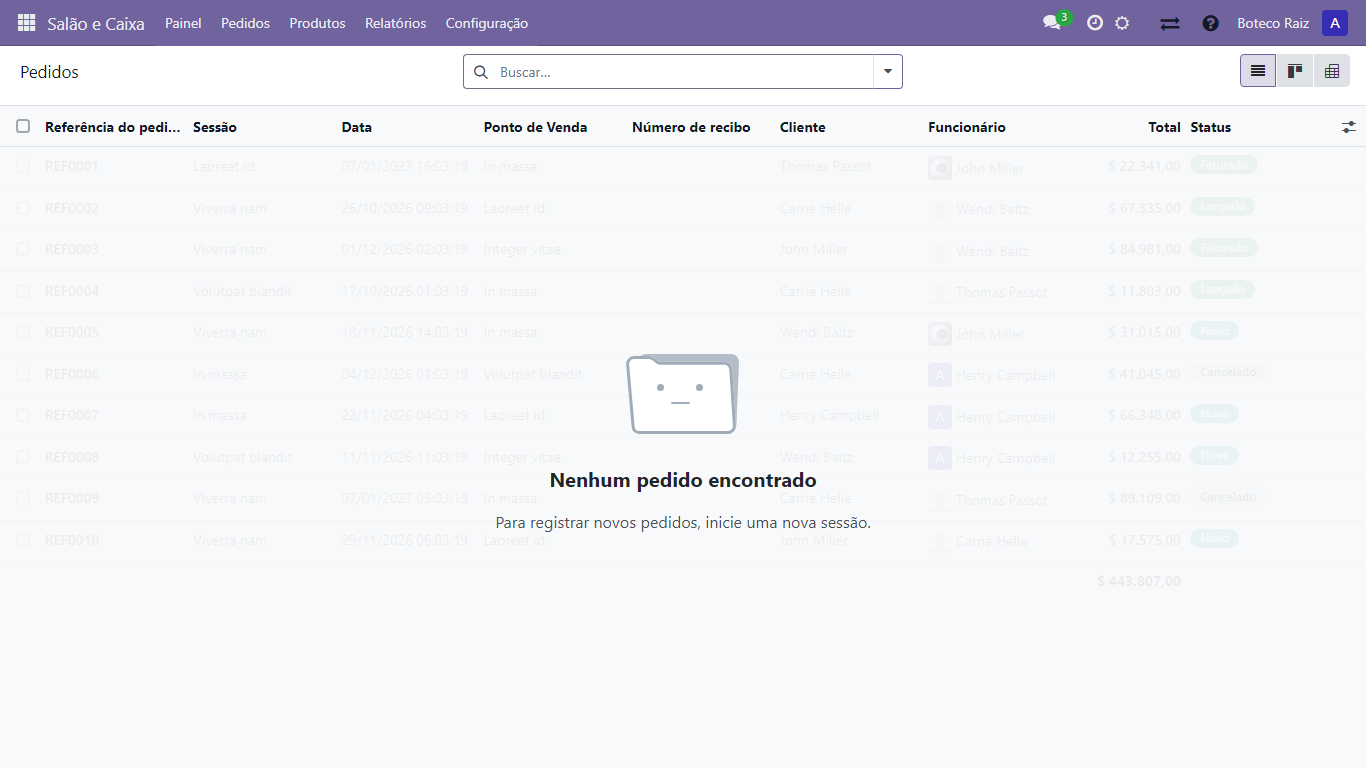 Salão e Caixa Painel Pedidos Produtos Relatórios Configuração 3 Boteco Raiz A
Pedidos Buscar...
Referência do pedi... Sessão Data Ponto de Venda Número de recibo Cliente Funcionário Total Status
REF0001 Laoreet id 07/01/2027 16:03:19 In massa Thomas Passot John Miller $ 22.341,00 Faturado
REF0002 Viverra nam 26/10/2026 09:03:19 Laoreet id Carrie Helle Wendi Baltz $ 67.335,00 Lançado
REF0003 Viverra nam 01/12/2026 02:03:19 Integer vitae John Miller Wendi Baltz $ 84.981,00 Faturado
REF0004 Volutpat blandit 17/10/2026 01:03:19 In massa Carrie Helle Thomas Passot $ 11.803,00 Lançado
REF0005 Viverra nam 18/11/2026 14:03:19 In massa Wendi Baltz John Miller $ 31.015,00 Novo
REF0006 In massa 04/12/2026 01:03:19 Volutpat blandit Carrie Helle A Henry Campbell $ 41.045,00 Cancelado
REF0007 In massa 22/11/2026 04:03:19 Laoreet id Henry Campbell A Henry Campbell $ 66.348,00 Novo
REF0008 Volutpat blandit 11/11/2026 11:03:19 Integer vitae Wendi Baltz A Henry Campbell $ 12.255,00 Novo
Nenhum pedido encontrado
REF0009 Viverra nam 07/01/2027 03:03:19 In massa Carrie Helle Thomas Passot $ 89.109,00 Cancelado
Para registrar novos pedidos, inicie uma nova sessão.
REF0010 Viverra nam 29/11/2026 06:03:19 Laoreet id John Miller Carrie Helle $ 17.575,00 Novo
$ 443.807,00